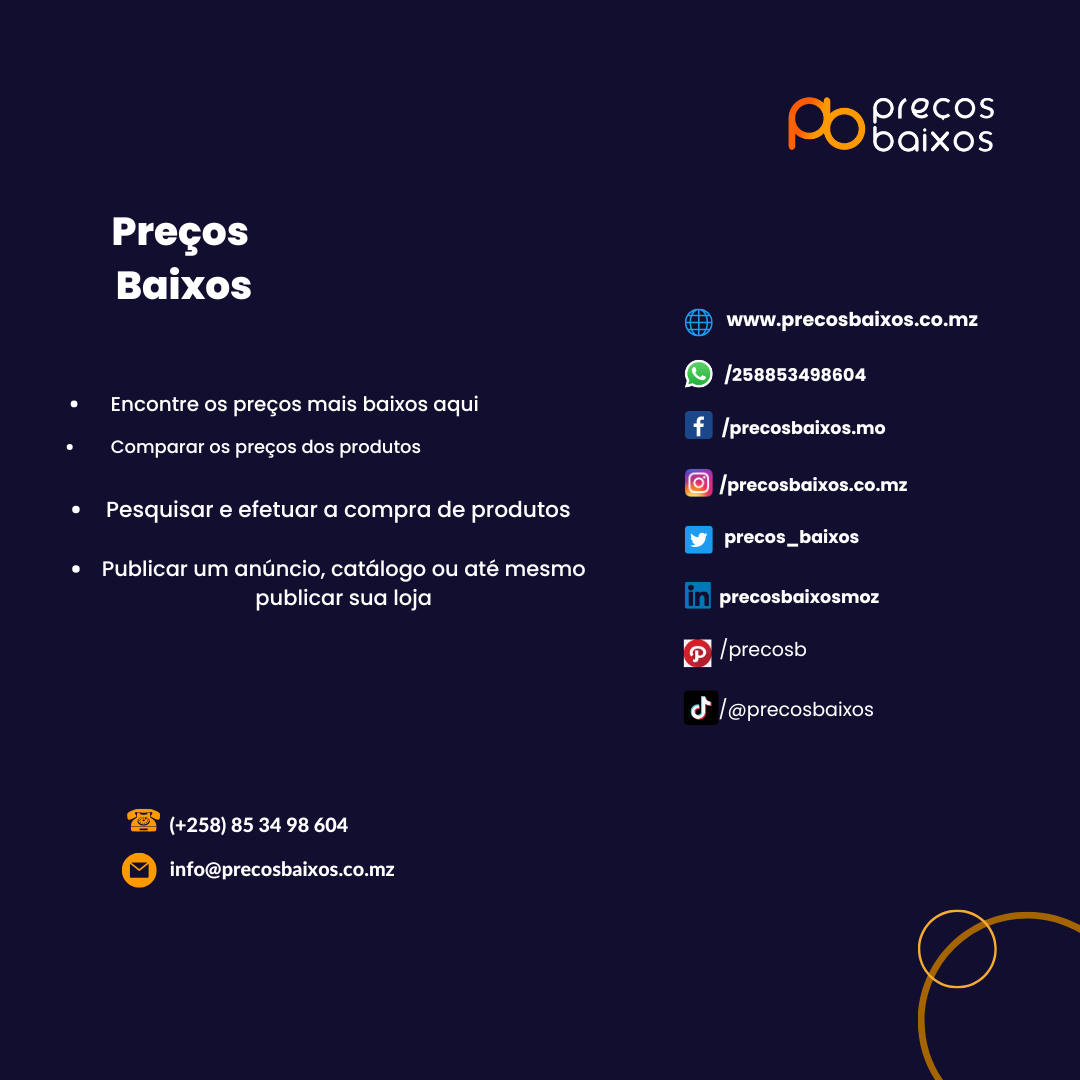 preços
baixos
Preços
Baixos
• Encontre os preços mais baixos aqui
• Comparar os preços dos produtos
• Pesquisar e efetuar a compra de produtos
• Publicar um anúncio, catálogo ou até mesmo
publicar sua loja
www.precosbaixos.co.mz
/258853498604
/precosbaixos.mo
/precosbaixos.co.mz
precos_baixos
precosbaixosmoz
/precosb
/@precosbaixos
(+258) 85 34 98 604
info@precosbaixos.co.mz